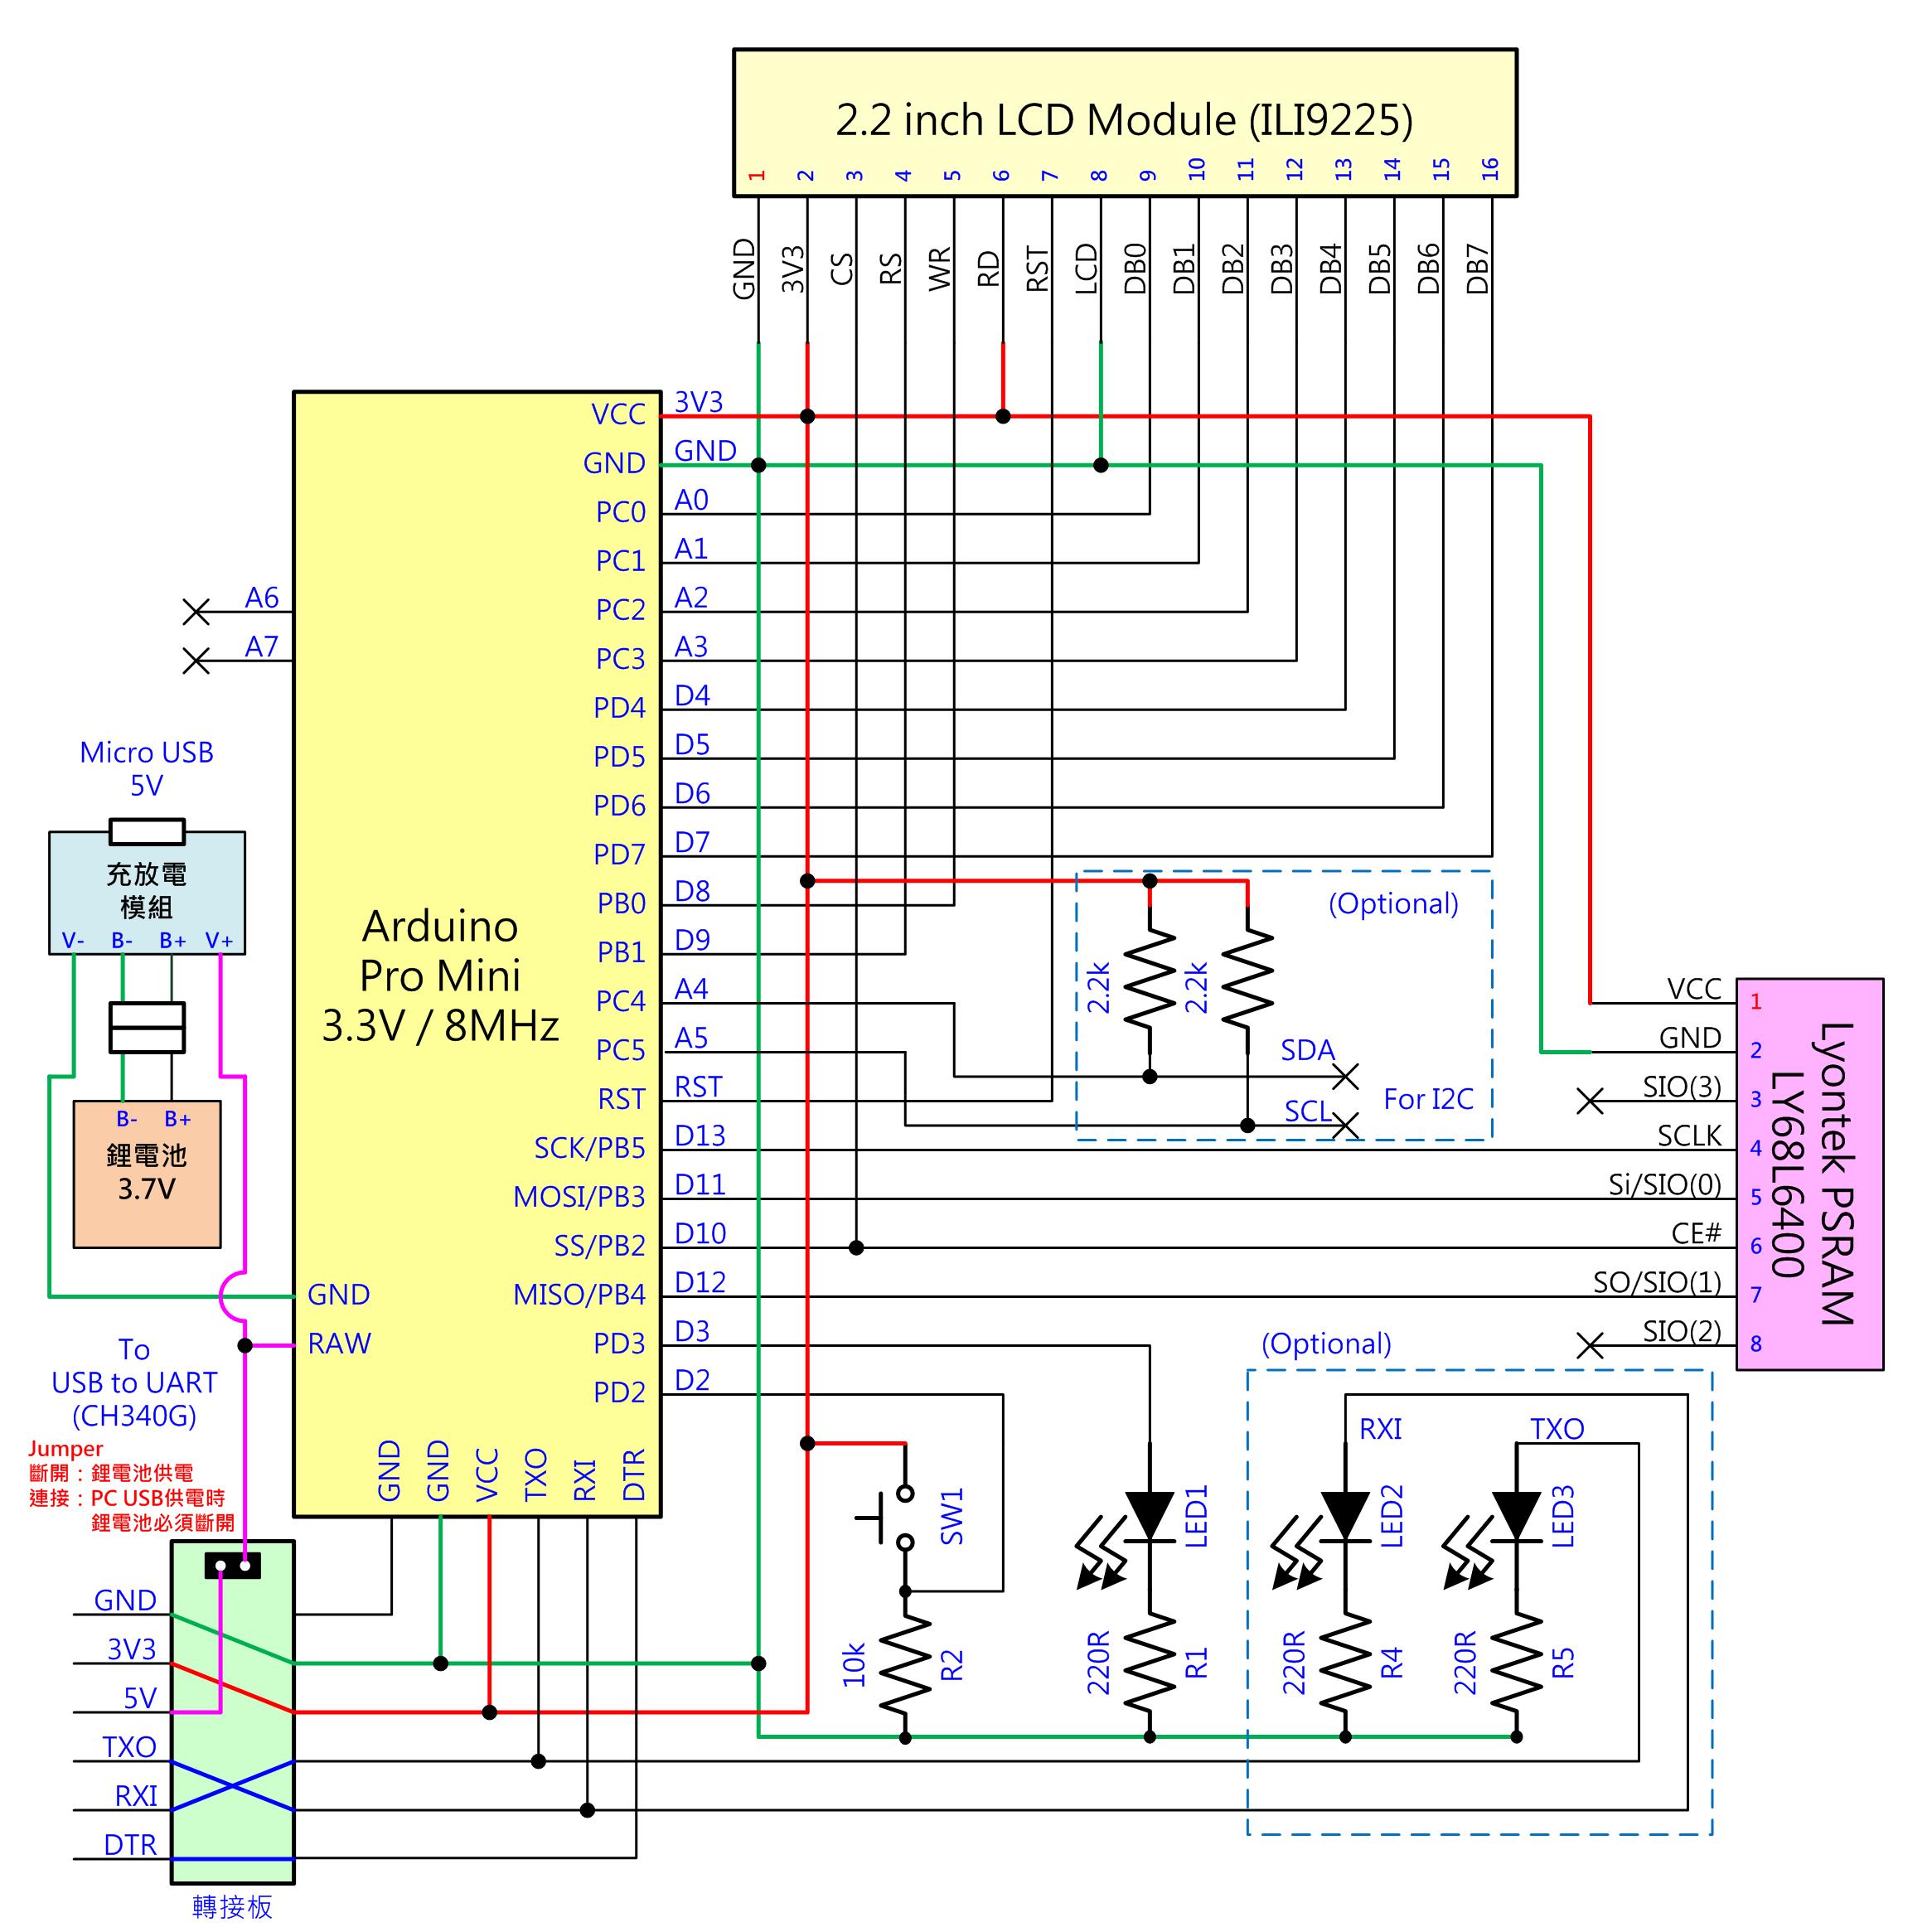 2.2 inch LCD Module (ILI9225)
1 2 3 4 5 6 7 8 9 10 11 12 13 14 15 16
GND 3V3 CS RS WR RD RST LCD DB0 DB1 DB2 DB3 DB4 DB5 DB6 DB7
VCC 3V3
GND GND
PC0 A0
PC1 A1
A6
PC2 A2
A7
PC3 A3
PD4 D4
PD5 D5
PD6 D6
PD7 D7
PB0 D8
PB1 D9
PC4 A4
PC5 A5
RST RST
SCK/PB5 D13
MOSI/PB3 D11
SS/PB2 D10
MISO/PB4 D12
PD3 D3
PD2 D2
Arduino
Pro Mini
3.3V / 8MHz
GND
RAW
GND GND VCC TXO RXI DTR
Micro USB
5V
充放電
模組
V- B- B+ V+
B- B+
鋰電池
3.7V
To
USB to UART
(CH340G)
Jumper
斷開：鋰電池供電
連接：PC USB供電時
鋰電池必須斷開
GND
3V3
5V
TXO
RXI
DTR
轉接板
(Optional)
2.2k 2.2k
SDA
SCL
For I2C
VCC 1
GND 2
SIO(3) 3
SCLK 4
Si/SIO(0) 5
CE# 6
SO/SIO(1) 7
SIO(2) 8
Lyontek PSRAM
LY68L6400
(Optional)
RXI TXO
SW1 LED1 LED2 LED3
10k R2 220R R1 220R R4 220R R5